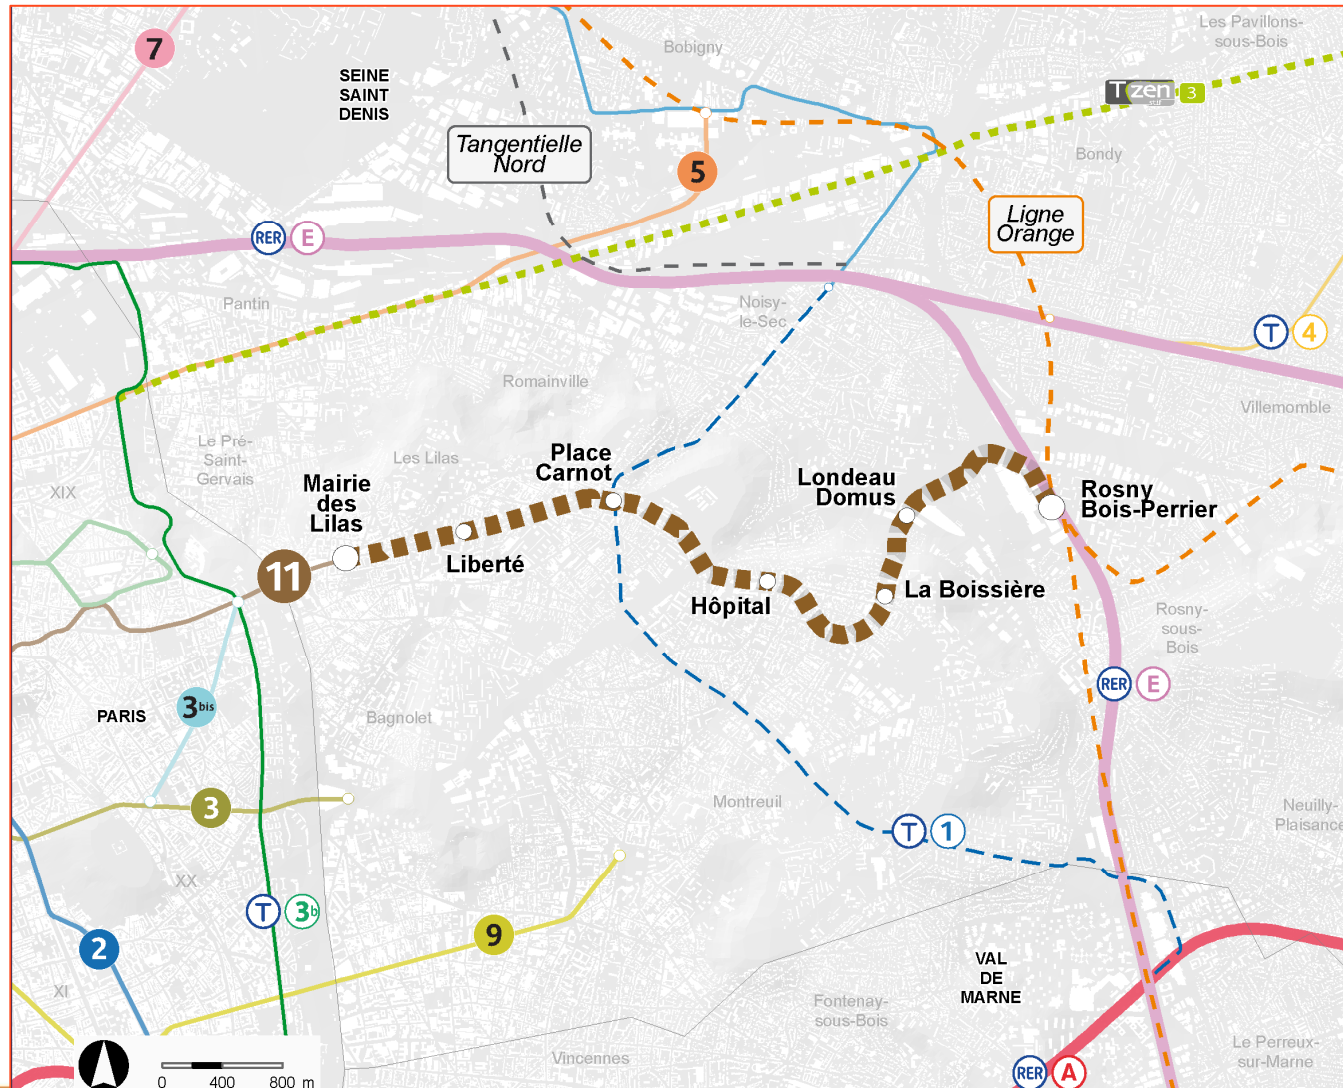 7
SEINE
SAINT
DENIS
Bobigny
Les Pavillons-
sous-Bois
T zen 3
Tangentielle
Nord
5
Bondy
Ligne
Orange
RER E
Pantin
Noisy-
le-Sec
T 4
Romainville
Villemomble
Le Pré-
Saint-
Gervais
Les Lilas
Place
Carnot
Mairie
des
Lilas
Londeau
Domus
Rosny
Bois-Perrier
XIX
Liberté
11
Hôpital
La Boissière
Rosny-
sous-
Bois
RER E
3bis
PARIS
Bagnolet
3
Montreuil
Neuilly-
Plaisance
T 1
XX
T 3b
9
2
VAL
DE
MARNE
XI
Fontenay-
sous-Bois
Le Perreux-
sur-Marne
Vincennes
RER A
0 400 800 m